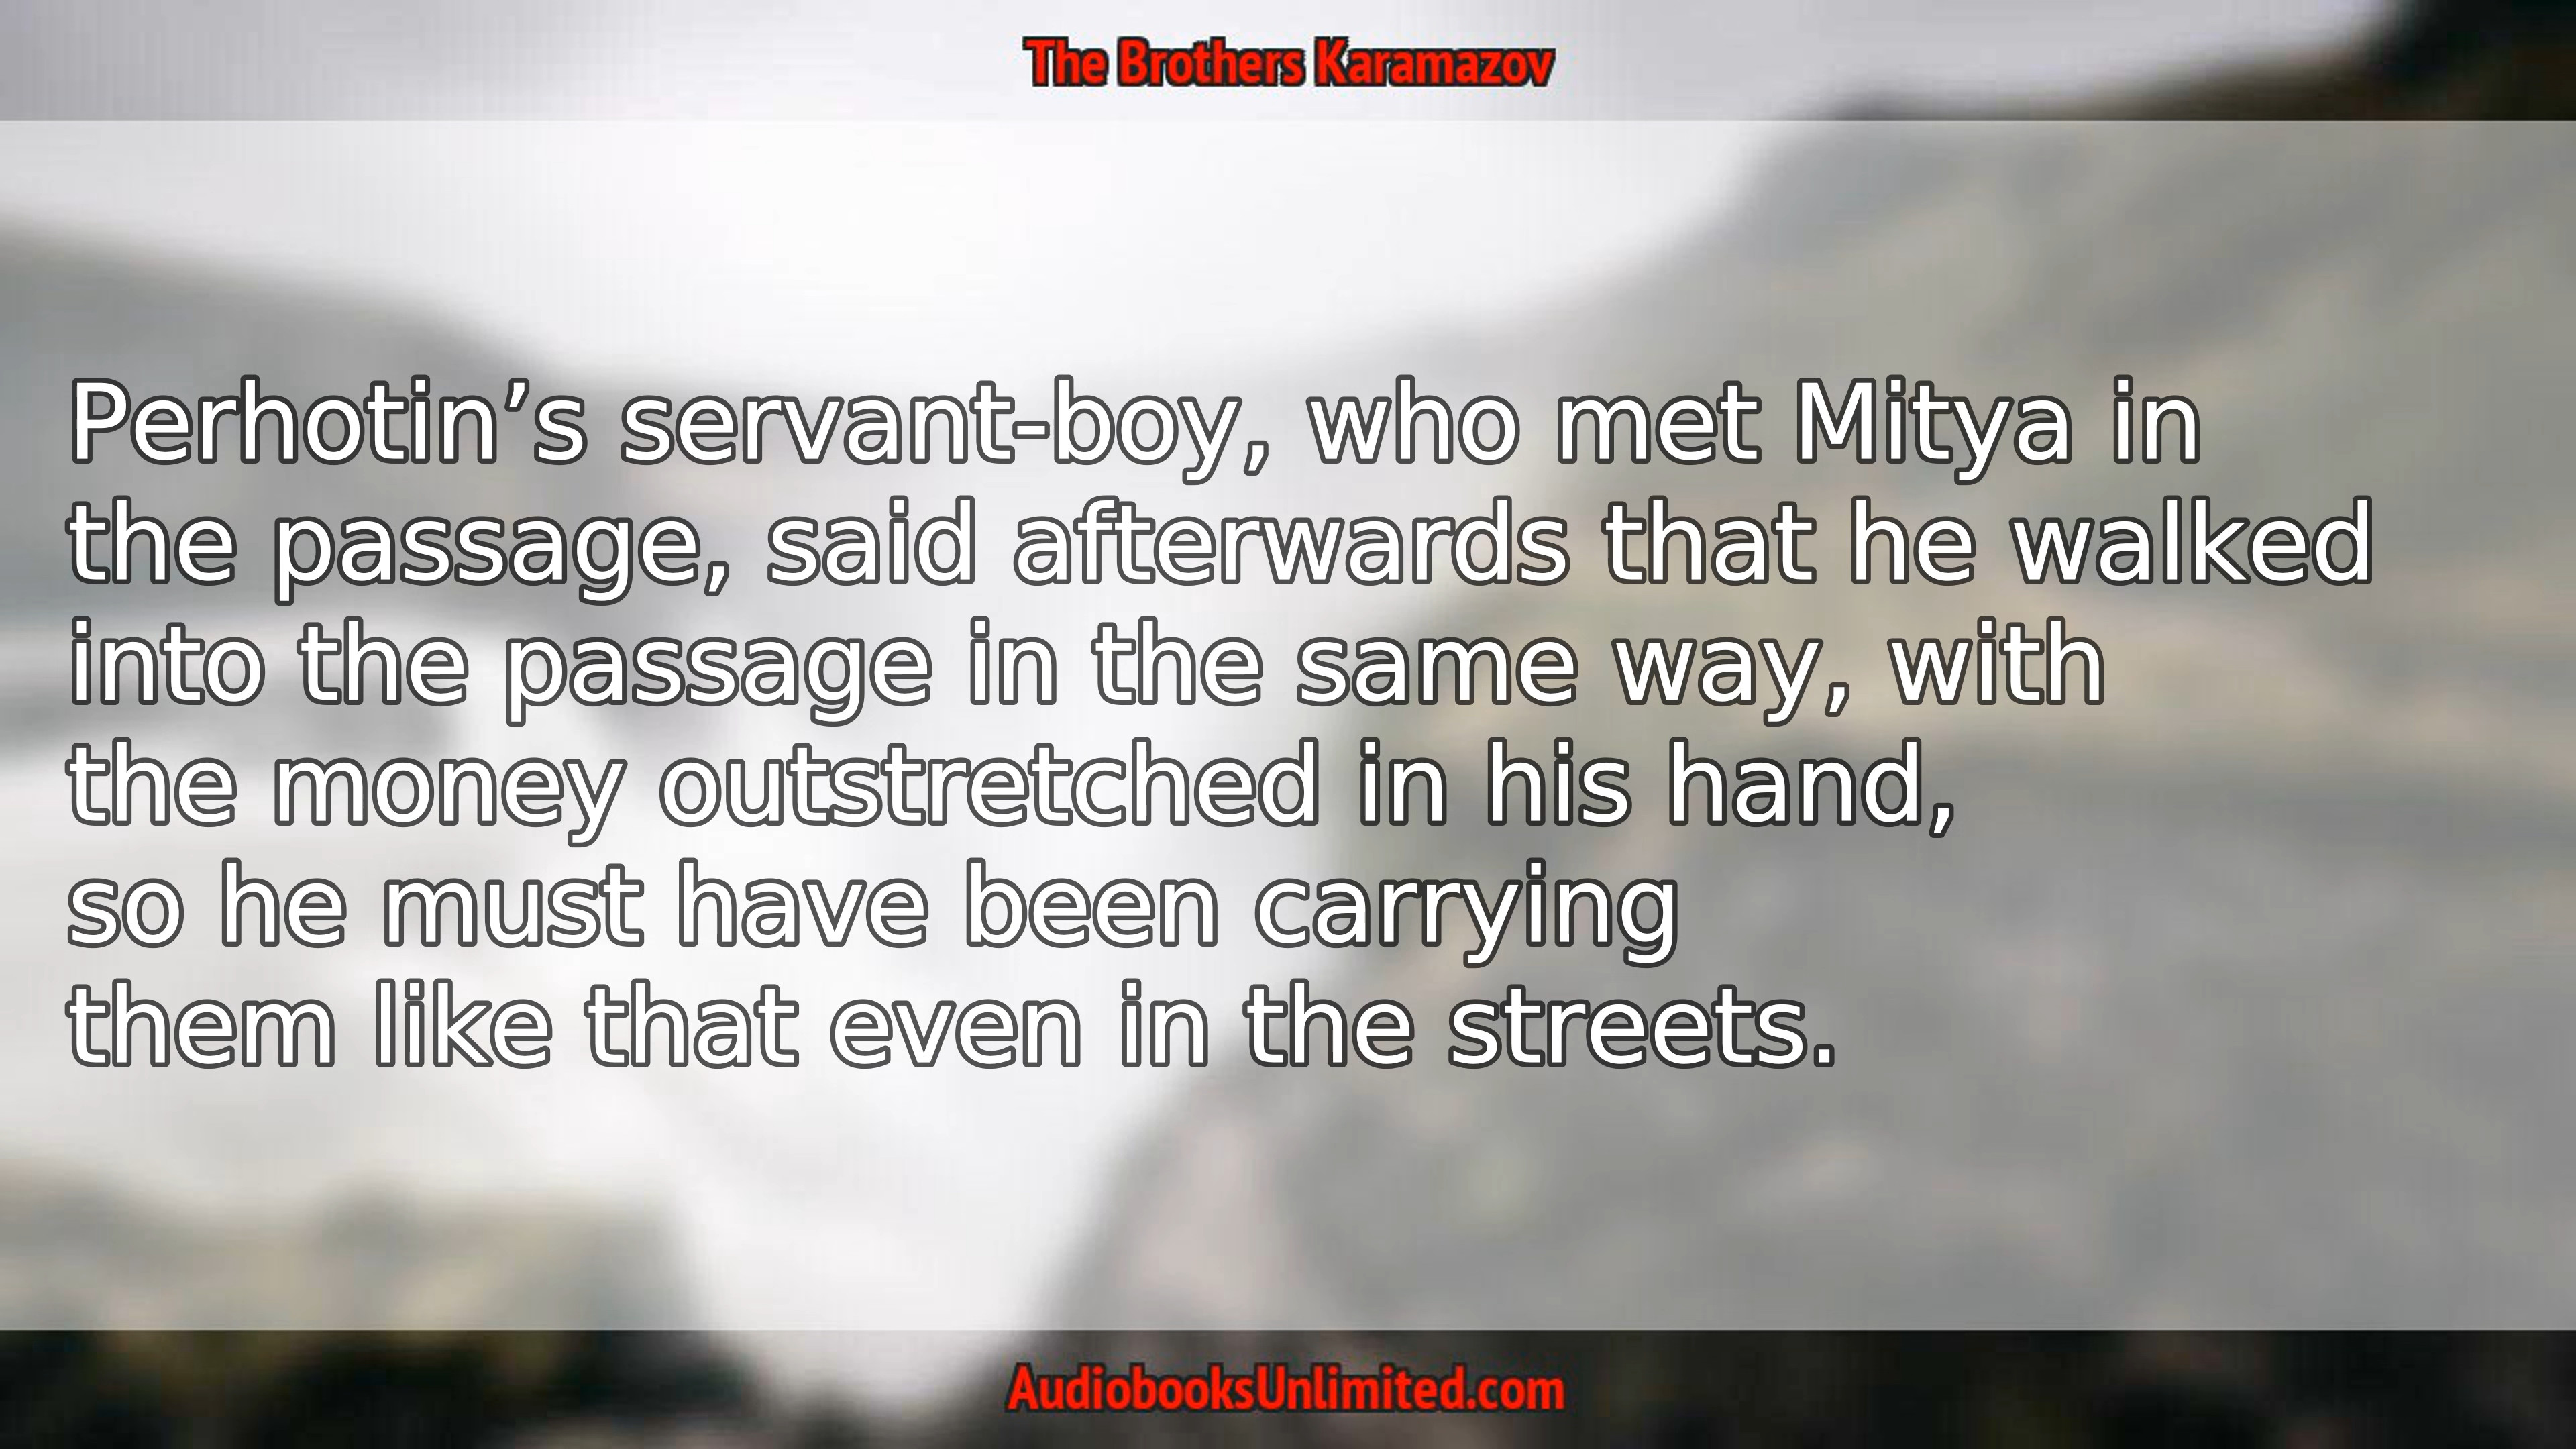 The Brothers Karamazov
Perhotin’s servant-boy, who met Mitya in
the passage, said afterwards that he walked
into the passage in the same way, with
the money outstretched in his hand,
so he must have been carrying
them like that even in the streets.
AudiobooksUnlimited.com